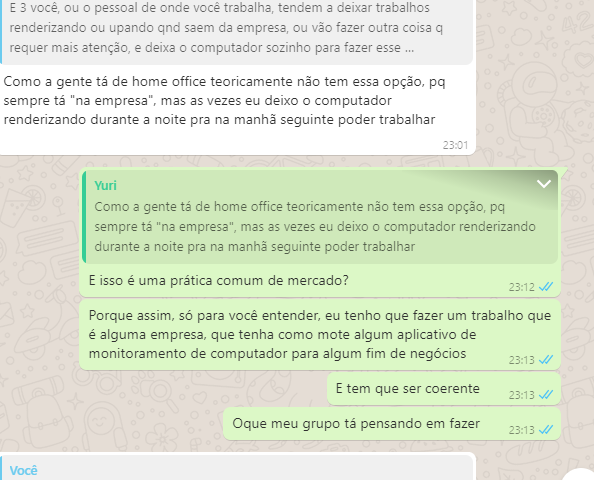 E 3 você, ou o pessoal de onde você trabalha, tendem a deixar trabalhos
renderizando ou upando qnd saem da empresa, ou vão fazer outra coisa q
requer mais atenção, e deixa o computador sozinho para fazer esse ...
Como a gente tá de home office teoricamente não tem essa opção, pq
sempre tá "na empresa", mas as vezes eu deixo o computador
renderizando durante a noite pra na manhã seguinte poder trabalhar
23:01
Yuri
Como a gente tá de home office teoricamente não tem essa opção, pq
sempre tá "na empresa", mas as vezes eu deixo o computador renderizando
durante a noite pra na manhã seguinte poder trabalhar
E isso é uma prática comum de mercado?
23:12
Porque assim, só para você entender, eu tenho que fazer um trabalho que
é alguma empresa, que tenha como mote algum aplicativo de
monitoramento de computador para algum fim de negócios
23:13
E tem que ser coerente
23:13
Oque meu grupo tá pensando em fazer
23:13
Você